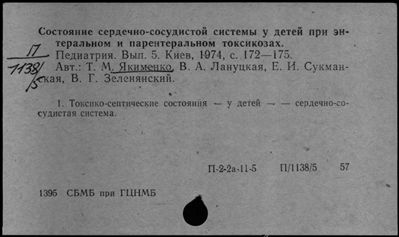 Состояние сердечно-сосудистой системы у детей при эн-
теральном и парентеральном токсикозах.
П
1138/5
Педиатрия. Вып. 5. Киев, 1974, с. 172—175.
Авт.: Т. М. Якименко, В. А. Лануцкая, Е. И. Сукман-
ская, В. Г. Зеленянский.
1. Токсико-септические состояния — у детей — — сердечно-со-
судистая система.
П-2-2а-11-5 П/1138/5 57
1395 СБМБ при ГЦНМБ